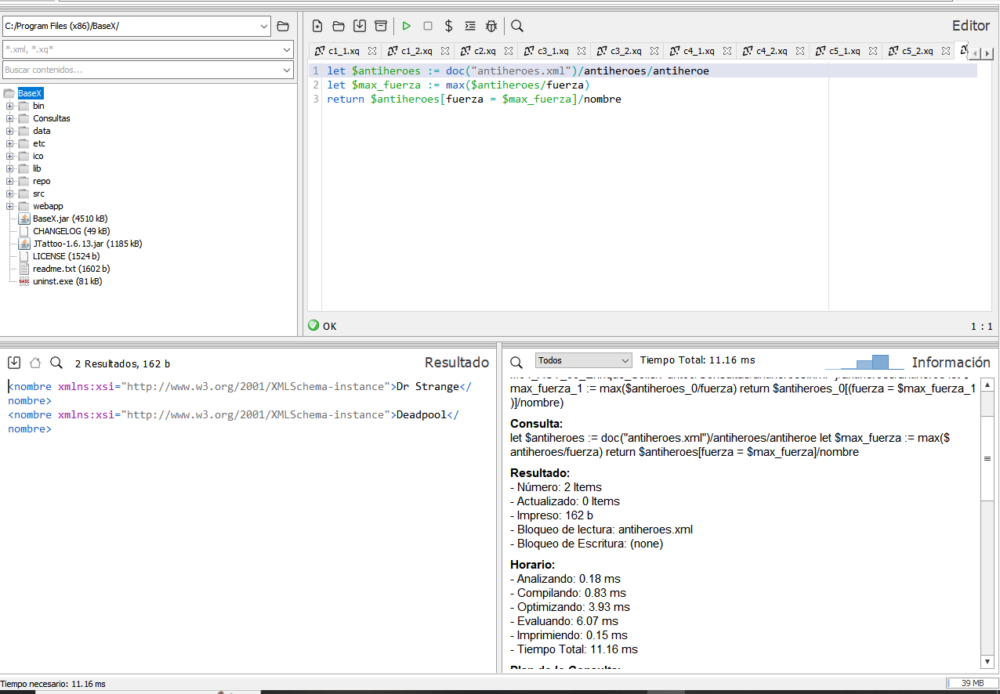 C:/Program Files (x86)/BaseX/
*.xml, *.xq*
Buscar contenidos...
BaseX
bin
Consultas
data
etc
ico
lib
repo
src
webapp
BaseX.jar (4510 kB)
CHANGELOG (49 kB)
JTattoo-1.6.13.jar (1185 kB)
LICENSE (1524 b)
readme.txt (1602 b)
uninst.exe (81 kB)
Editor
c1_1.xq c1_2.xq c2.xq c3_1.xq c3_2.xq c4_1.xq c4_2.xq c5_1.xq c5_2.xq
1 let $antiheroes := doc("antiheroes.xml")/antiheroes/antiheroe
2 let $max_fuerza := max($antiheroes/fuerza)
3 return $antiheroes[fuerza = $max_fuerza]/nombre
OK
1 : 1
2 Resultados, 162 b
Resultado
<nombre xmlns:xsi="http://www.w3.org/2001/XMLSchema-instance">Dr Strange</
nombre>
<nombre xmlns:xsi="http://www.w3.org/2001/XMLSchema-instance">Deadpool</
nombre>
Todos
Tiempo Total: 11.16 ms
Información
max_fuerza_1 := max($antiheroes_0/fuerza) return $antiheroes_0[(fuerza = $max_fuerza_1
)]/nombre)
Consulta:
let $antiheroes := doc("antiheroes.xml")/antiheroes/antiheroe let $max_fuerza := max($
antiheroes/fuerza) return $antiheroes[fuerza = $max_fuerza]/nombre
Resultado:
- Número: 2 Items
- Actualizado: 0 Items
- Impreso: 162 b
- Bloqueo de lectura: antiheroes.xml
- Bloqueo de Escritura: (none)
Horario:
- Analizando: 0.18 ms
- Compilando: 0.83 ms
- Optimizando: 3.93 ms
- Evaluando: 6.07 ms
- Imprimiendo: 0.15 ms
- Tiempo Total: 11.16 ms
Plan de la Consulta:
Tiempo necesario: 11.16 ms
39 MB